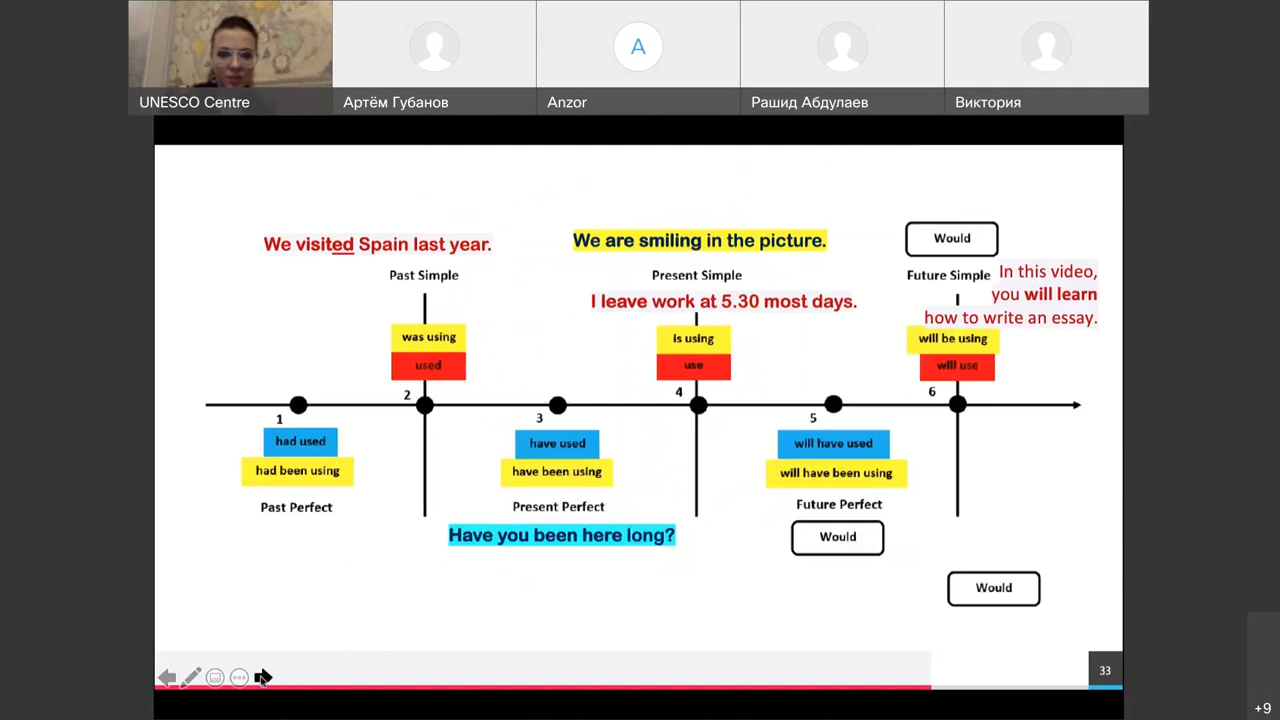 UNESCO Centre
Артём Губанов
A
Anzor
Рашид Абдулаев
Виктория
We visited Spain last year.
We are smiling in the picture.
Would
Past Simple
Present Simple
Future Simple
In this video,
you will learn
how to write an essay.
I leave work at 5.30 most days.
was using
used
is using
use
will be using
will use
1
2
3
4
5
6
had used
had been using
have used
have been using
will have used
will have been using
Past Perfect
Present Perfect
Future Perfect
Have you been here long?
Would
Would
33
+9